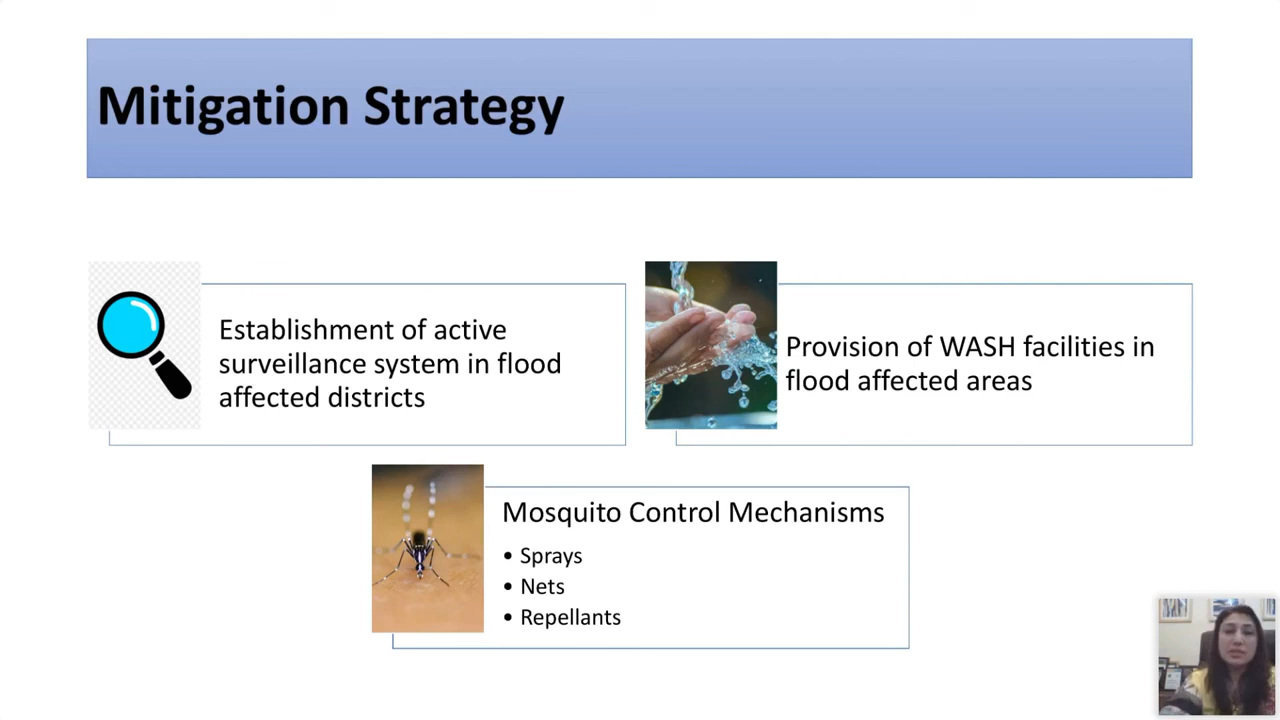 Mitigation Strategy
Establishment of active
surveillance system in flood
affected districts
Provision of WASH facilities in
flood affected areas
Mosquito Control Mechanisms
• Sprays
• Nets
• Repellants